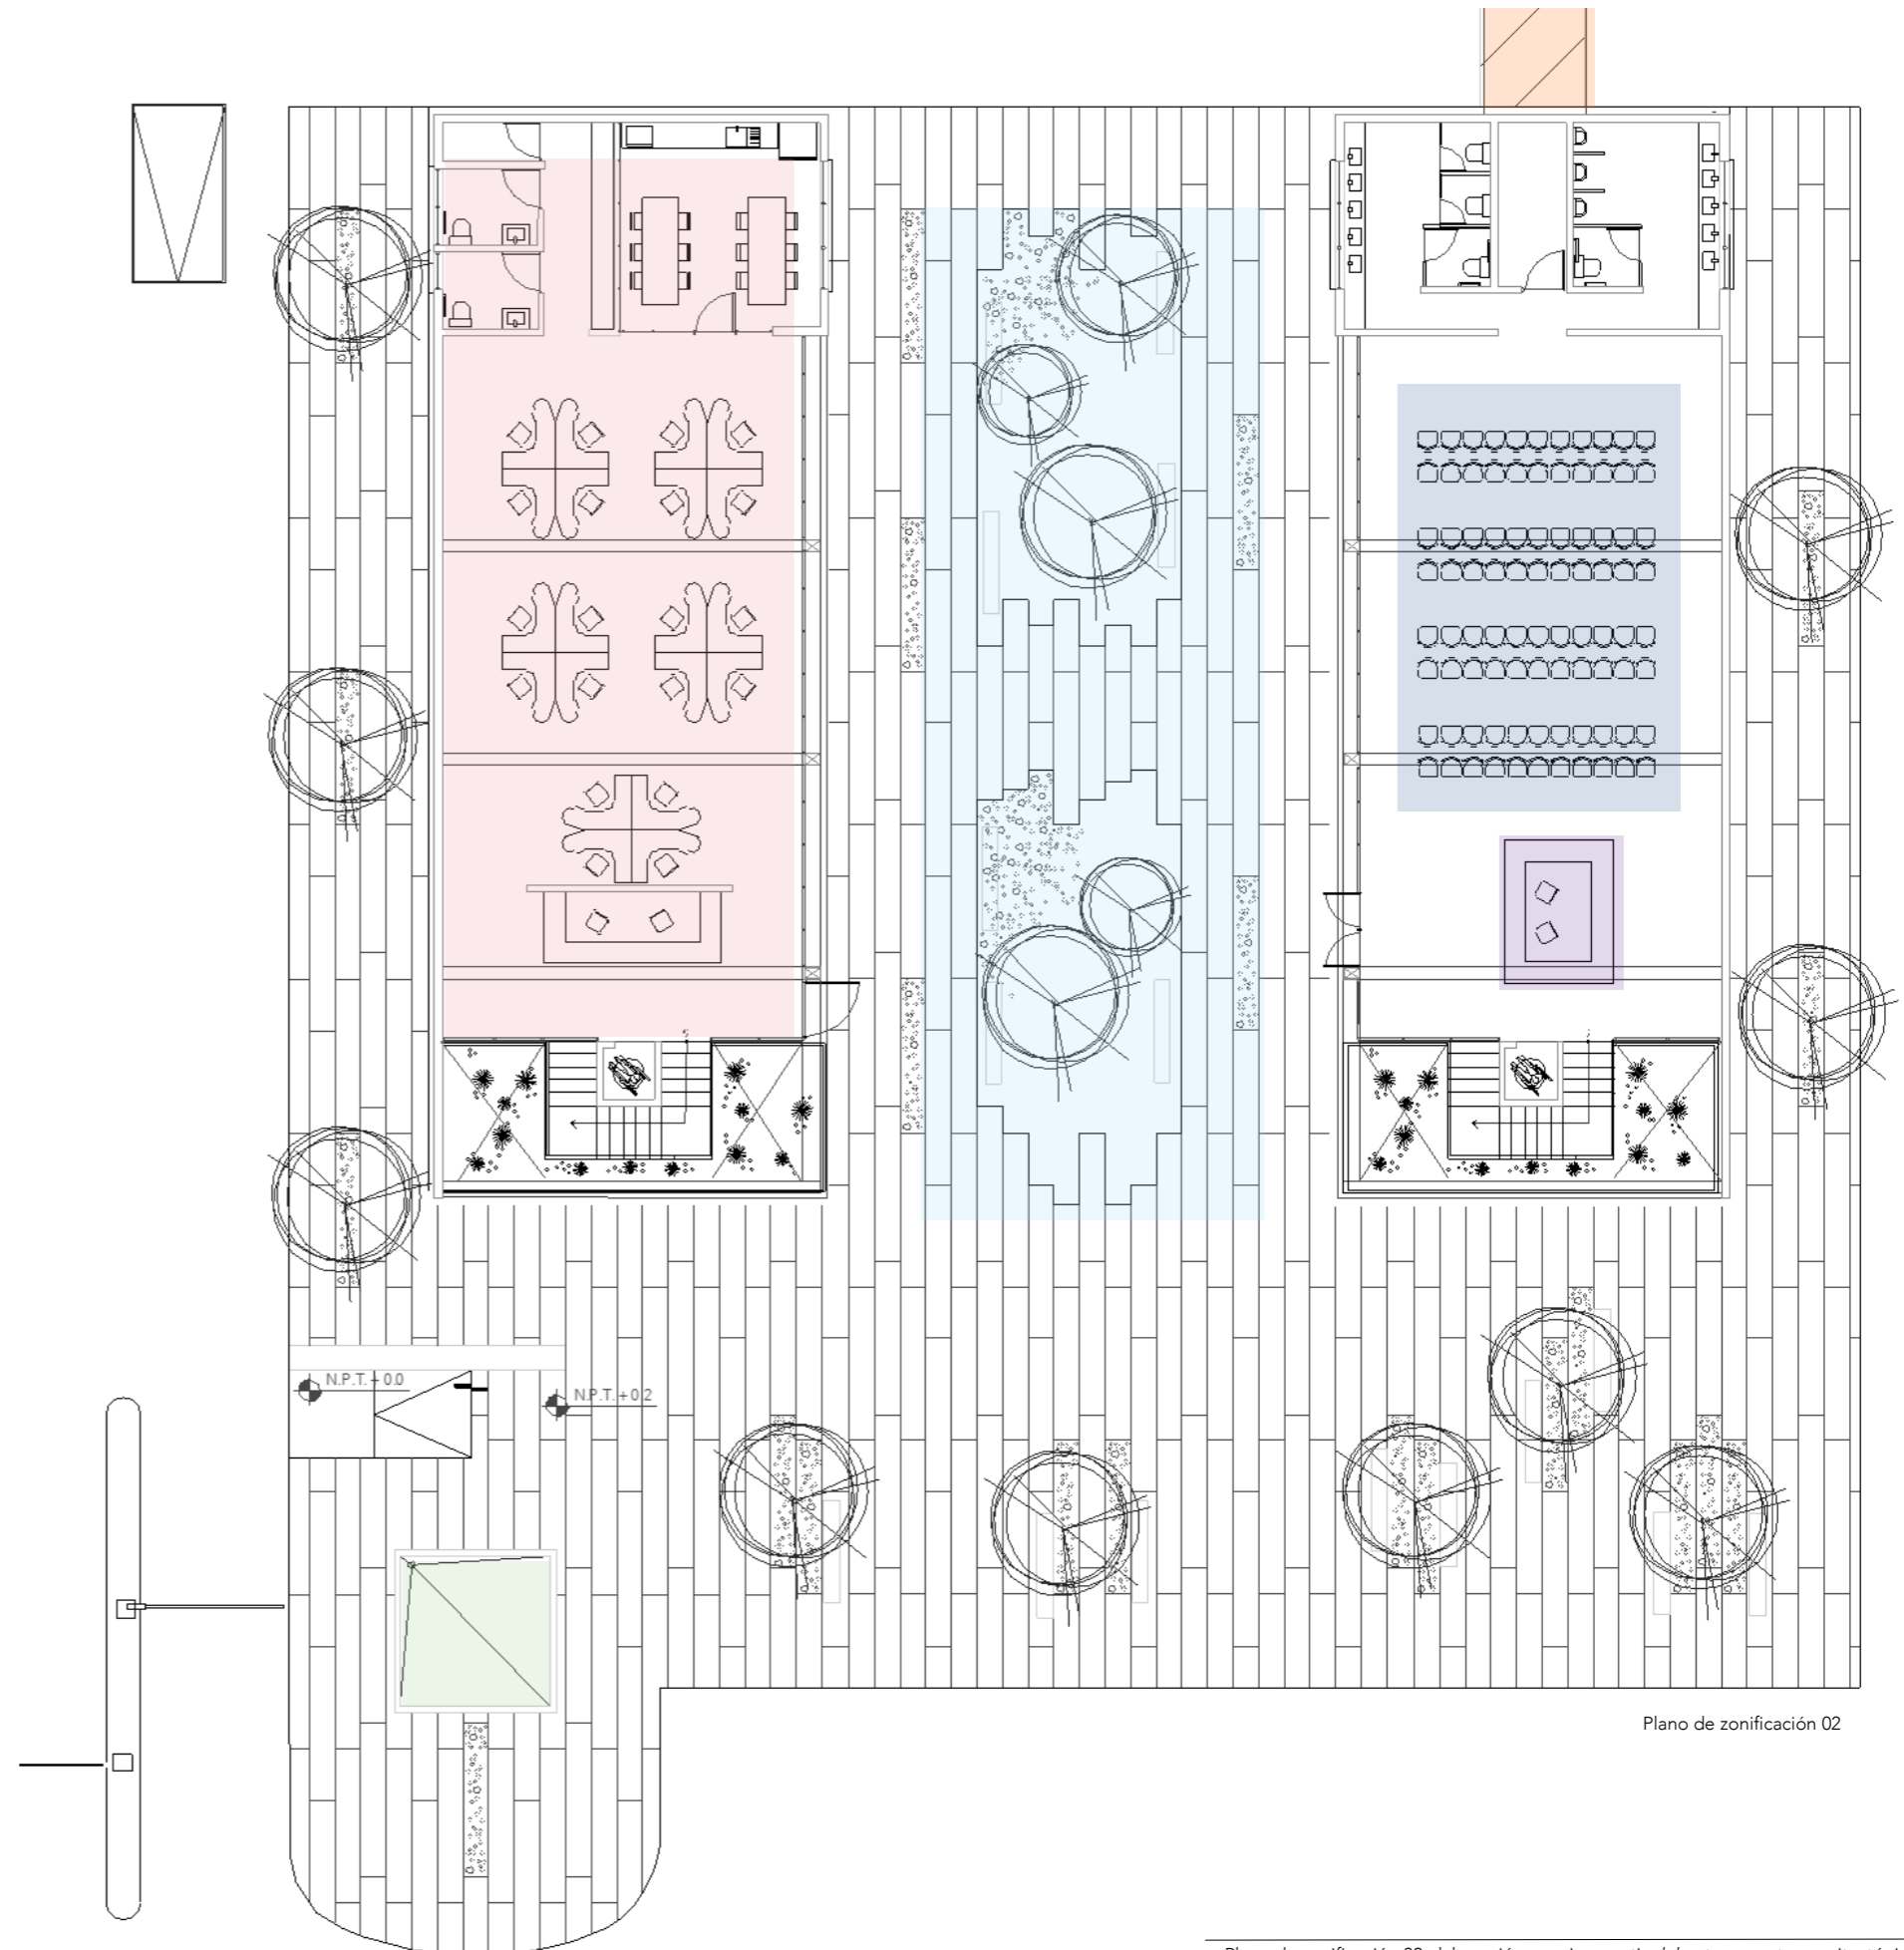 N.P.T. + 0.0
N.P.T. + 0.2
Plano de zonificación 02